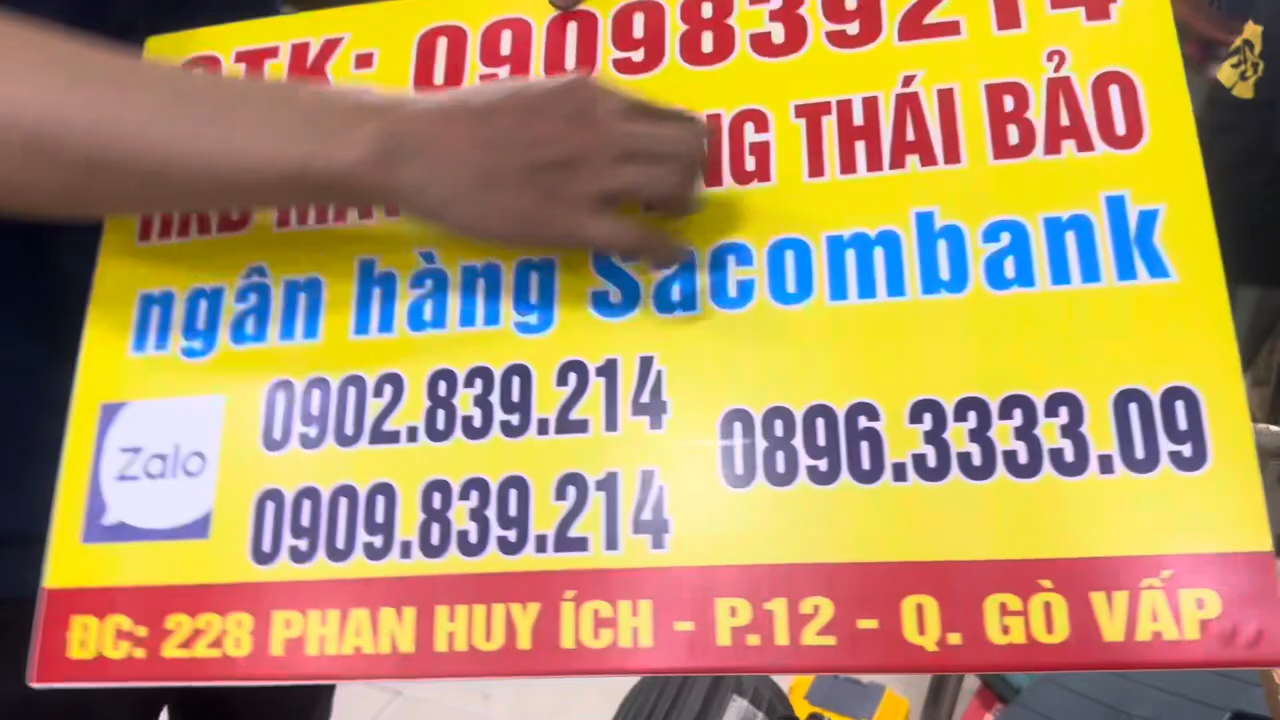 STK: 0909839214
HKD THÁI BẢO
ngân hàng Sacombank
Zalo
0902.839.214
0909.839.214
0896.3333.09
ĐC: 228 PHAN HUY ÍCH - P.12 - Q. GÒ VẤP